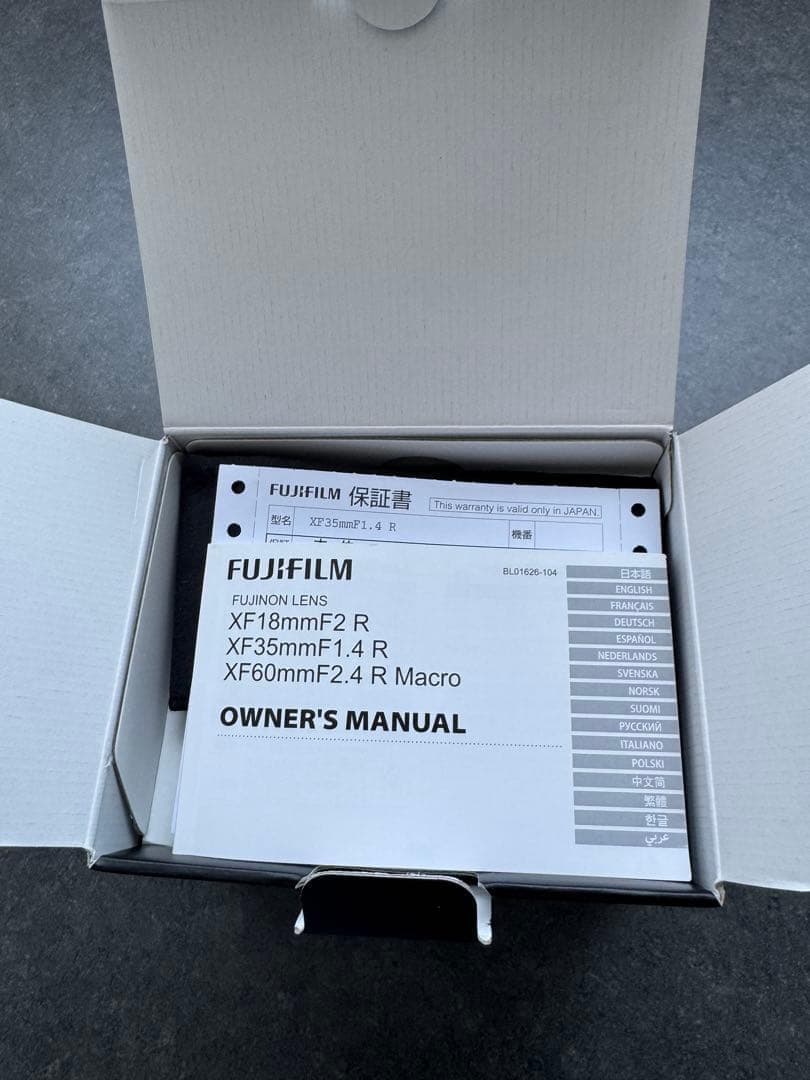 FUJIFILM 保証書
This warranty is valid only in JAPAN.
型名 XF35mmF1.4 R 機番
FUJIFILM
BL01626-104
FUJINON LENS
XF18mmF2 R
XF35mmF1.4 R
XF60mmF2.4 R Macro
OWNER'S MANUAL
日本語
ENGLISH
FRANÇAIS
DEUTSCH
ESPAÑOL
NEDERLANDS
SVENSKA
NORSK
SUOMI
РУССКИЙ
ITALIANO
POLSKI
中文简
繁體
한글
عربي